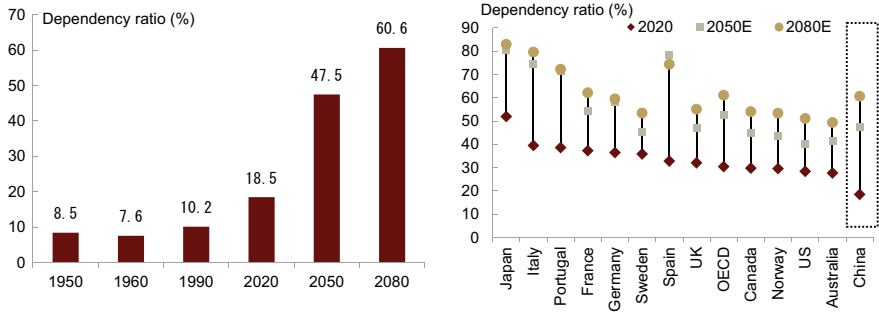 Dependency ratio (%)
70
60
50
40
30
20
10
0
8.5
7.6
10.2
18.5
47.5
60.6
1950
1960
1990
2020
2050
2080
Dependency ratio (%)
2020
2050E
2080E
90
80
70
60
50
40
30
20
10
0
Japan
Italy
Portugal
France
Germany
Sweden
Spain
UK
OECD
Canada
Norway
US
Australia
China